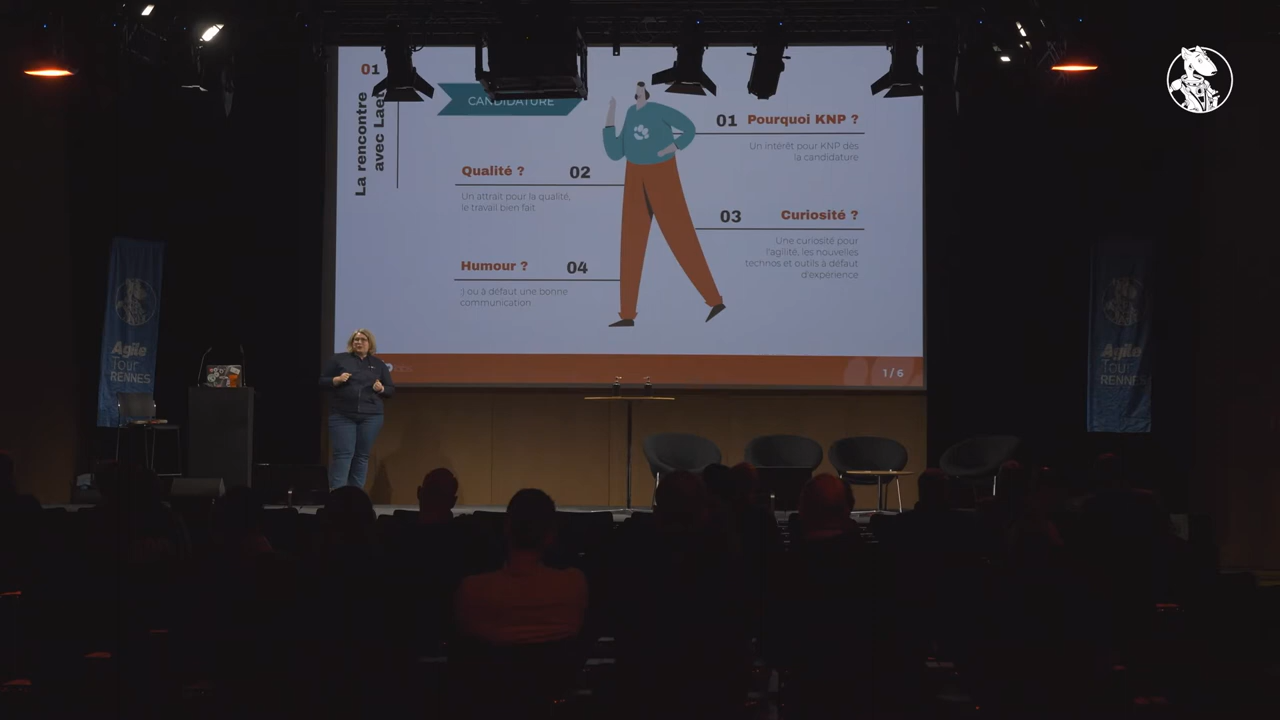 01
La rencontre
avec Lae
CANDIDATURE
01 Pourquoi KNP ?
Un intérêt pour KNP dès
la candidature
Qualité ? 02
Un attrait pour la qualité,
le travail bien fait
03 Curiosité ?
Une curiosité pour
l'agilité, les nouvelles
technos et outils à défaut
d'expérience
Humour ? 04
:) ou à défaut une bonne
communication
1 / 6
Agile
Tour
RENNES
Agile
Tour
RENNES